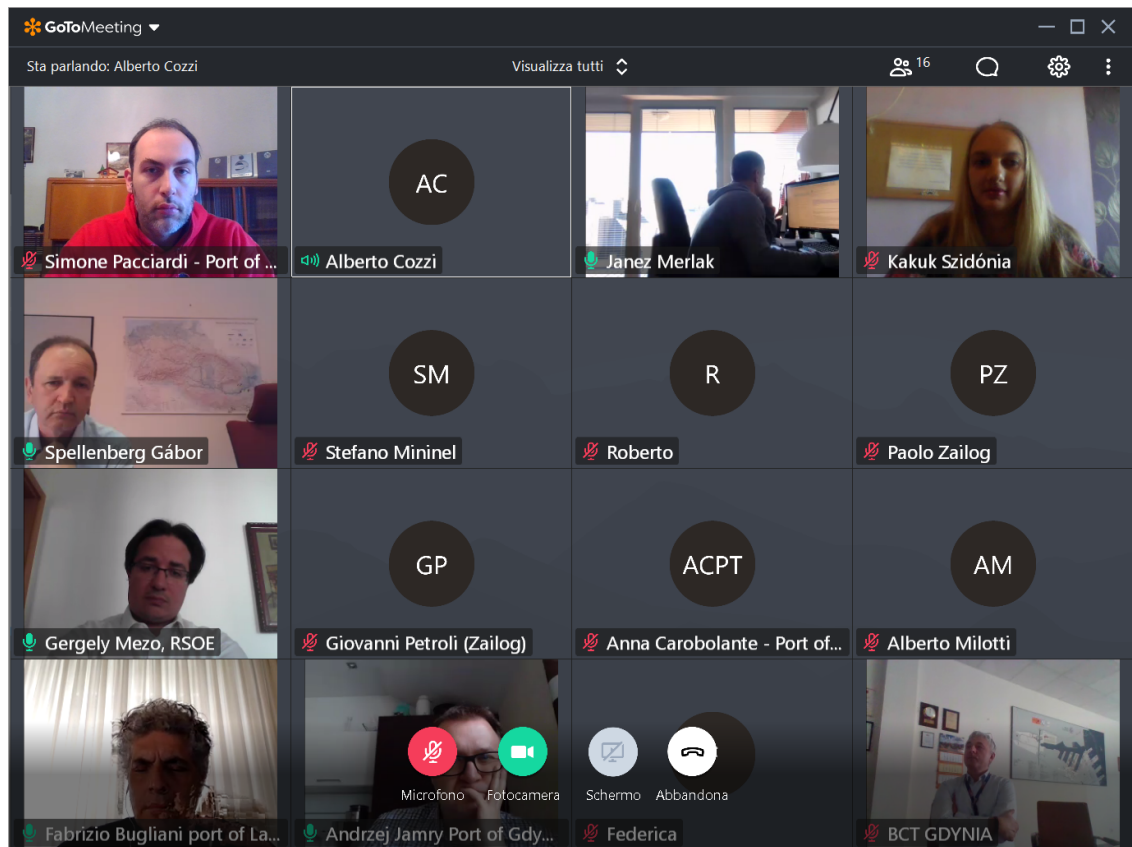 GoToMeeting
Sta parlando: Alberto Cozzi
Visualizza tutti
16
AC
Simone Pacciardi - Port of ...
Alberto Cozzi
Janez Merlak
Kakuk Szidónia
SM
R
PZ
Spellenberg Gábor
Stefano Mininel
Roberto
Paolo Zailog
GP
ACPT
AM
Gergely Mezo, RSOE
Giovanni Petroli (Zailog)
Anna Carobolante - Port of...
Alberto Milotti
Microfono
Fotocamera
Schermo
Abbandona
Fabrizio Bugliani port of La...
Andrzej Jamry Port of Gdy...
Federica
BCT GDYNIA